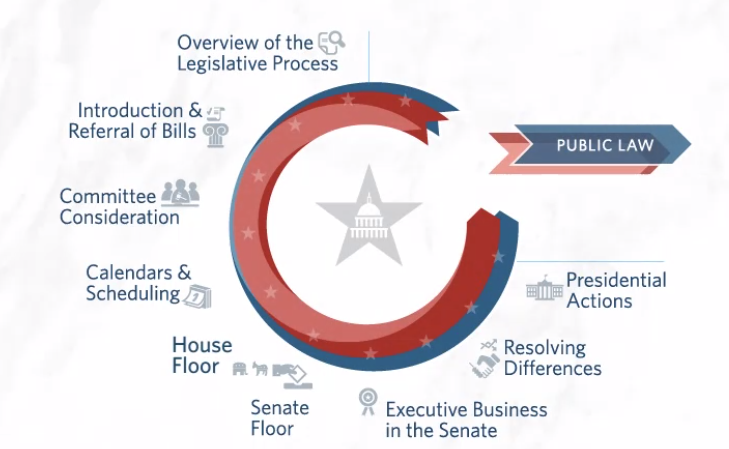 Overview of the
Legislative Process
Introduction &
Referral of Bills
Committee
Consideration
Calendars &
Scheduling
House
Floor
Senate
Floor
Executive Business
in the Senate
Resolving
Differences
Presidential
Actions
PUBLIC LAW